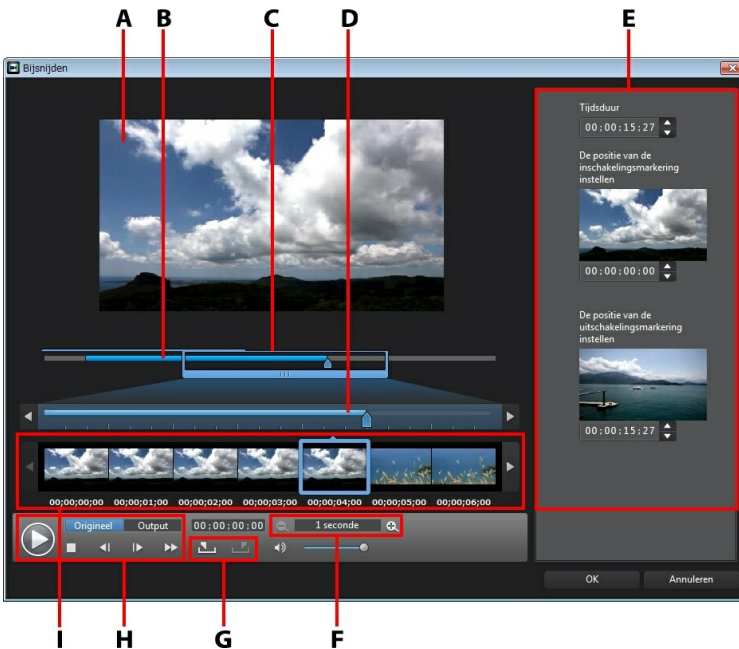 A B C D E
Bijsnijden
Tijdsduur
00;00;15;27
De positie van de
inschakelingsmarkering
instellen
00;00;00;00
De positie van de
uitschakelingsmarkering
instellen
00;00;15;27
00;00;00;00 00;00;01;00 00;00;02;00 00;00;03;00 00;00;04;00 00;00;05;00 00;00;06;00
Origineel Output 00;00;00;00 1 seconde
OK Annuleren
I H G F